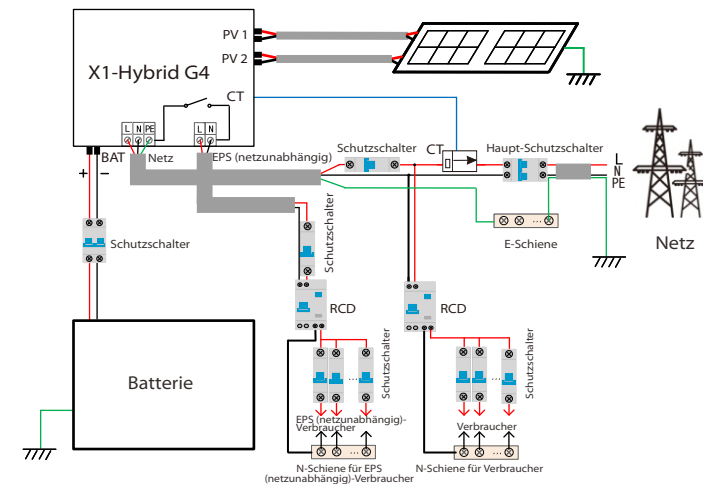 PV 1
PV 2
X1-Hybrid G4
CT
L N PE
L N
BAT
Netz
EPS (netzunabhängig)
+
–
Schutzschalter
CT
Haupt-Schutzschalter
L
N
PE
Netz
E-Schiene
...
Schutzschalter
Schutzschalter
RCD
RCD
Batterie
...
Schutzschalter
...
Schutzschalter
EPS (netzunabhängig)-
Verbraucher
Verbraucher
...
...
N-Schiene für EPS
(netzunabhängig)-Verbraucher
N-Schiene für Verbraucher